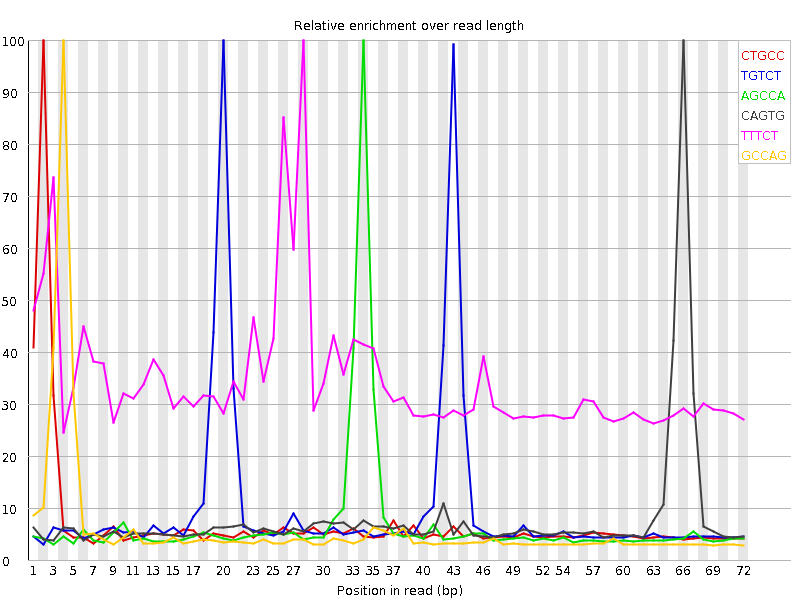 Relative enrichment over read length
100
90
80
70
60
50
40
30
20
10
0
CTGCC
TGTCT
AGCCA
CAGTG
TTTCT
GCCAG
1 3 5 7 9 11 13 15 17 20 23 25 27 30 33 35 37 40 43 46 49 52 54 57 60 63 66 69 72
Position in read (bp)